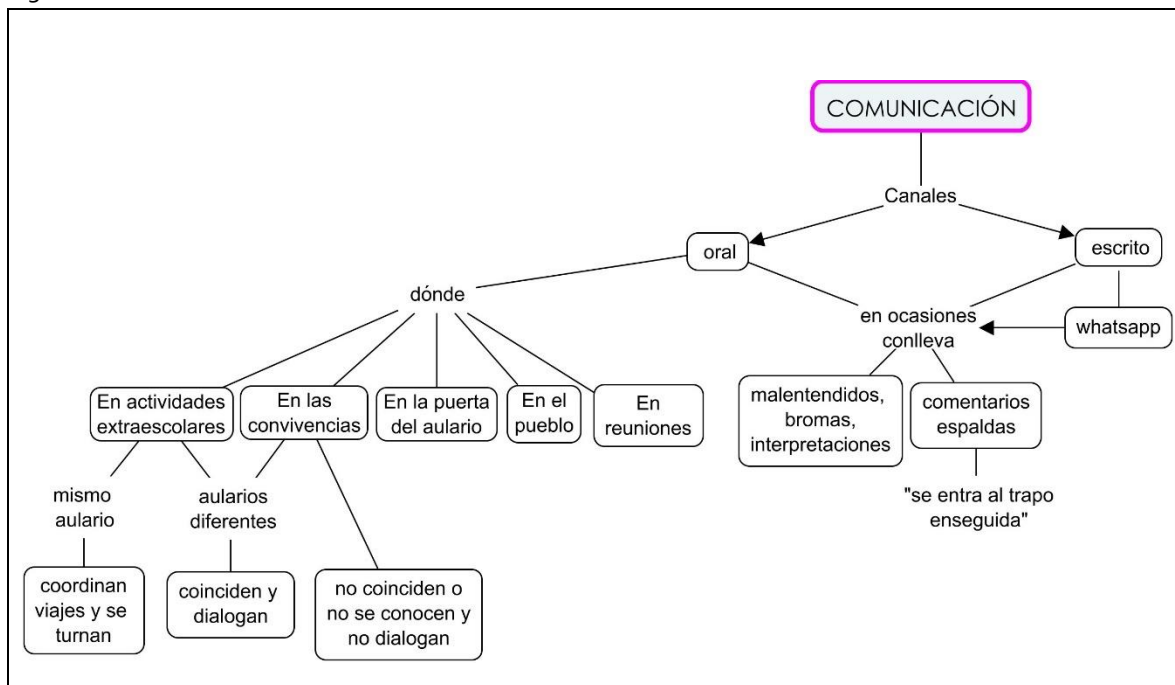 COMUNICACIÓN
Canales
oral
escrito
dónde
en ocasiones
conlleva
whatsapp
En actividades
extraescolares
En las
convivencias
En la puerta
del aulario
En el
pueblo
En
reuniones
malentendidos,
bromas,
interpretaciones
comentarios
espaldas
mismo
aulario
aularios
diferentes
"se entra al trapo
enseguida"
coordinan
viajes y se
turnan
coinciden y
dialogan
no coinciden o
no se conocen y
no dialogan